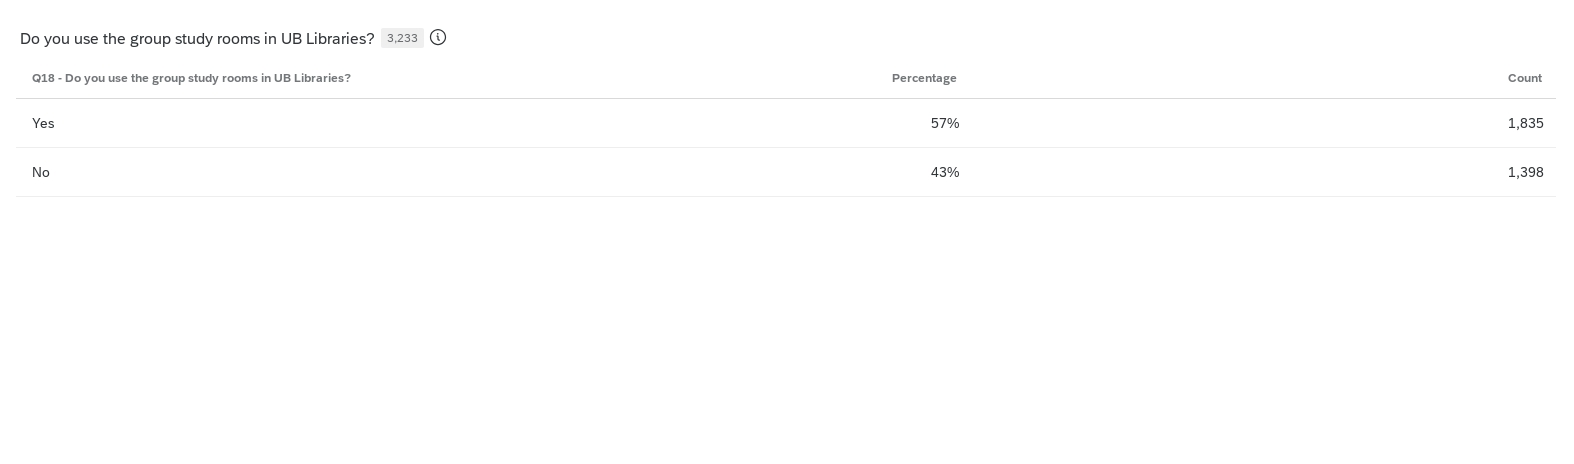 Do you use the group study rooms in UB Libraries? 3,233
Q18 - Do you use the group study rooms in UB Libraries? Percentage Count
Yes 57% 1,835
No 43% 1,398